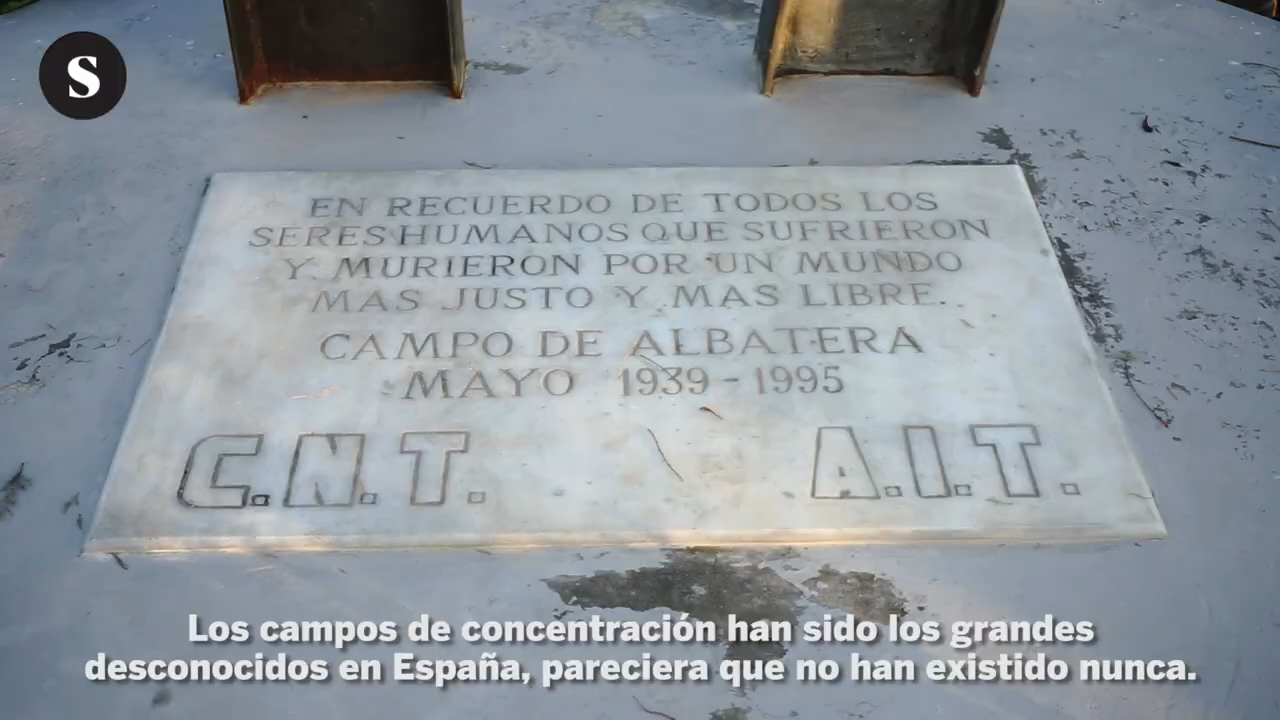 S
EN RECUERDO DE TODOS LOS
SERES HUMANOS QUE SUFRIERON
Y MURIERON POR UN MUNDO
MAS JUSTO Y MAS LIBRE.
CAMPO DE ALBATERA
MAYO 1939-1995
C.N.T. A.I.T.
Los campos de concentración han sido los grandes
desconocidos en España, pareciera que no han existido nunca.